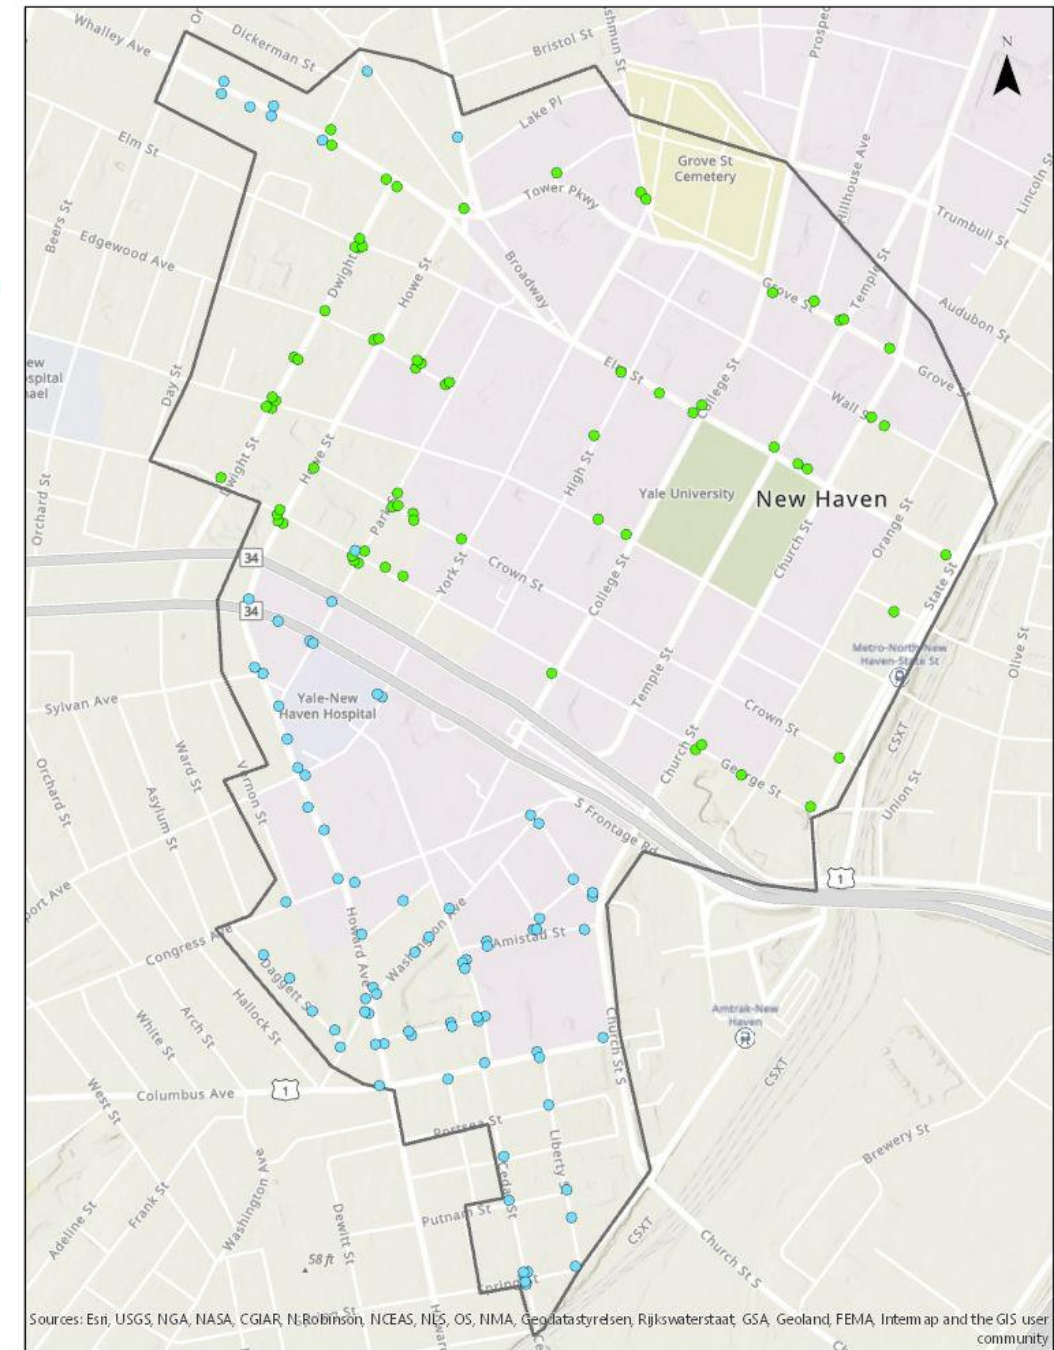 Whalley Ave
Dickerman St
Bristol St
Lake Pl
Grove St
Cemetery
Tower Pkwy
Hillhouse Ave
Lincoln St
Trumbull St
Elm St
Beers St
Edgewood Ave
Dwight
Howe St
Broadway
Grove St
Temple St
Audubon St
Day St
Elm St
College St
Wall S
Grove St
Dwight St
Howe St
High St
Yale University
New Haven
Orchard St
Park S
Orange St
Church St
34
York St
Crown St
College St
State St
34
Metro-North-New
Haven-State St
Olive St
Sylvan Ave
Yale-New
Haven Hospital
Temple St
Crown St
Ward St
Church St
George St
CSXT
Union St
Orchard St
Asylum St
Vernon St
S Frontage Rd
1
port Ave
Howard Ave
Washington Ave
Amistad St
Congress Ave
Daggett S
Hallock St
Arch St
White St
Church St S
Amtrak-New
Haven
CSXT
West St
Columbus Ave
1
Portsea St
Liberty S
Brewery St
Washington Ave
Frank St
Adeline St
Dewitt St
Cedar St
Putnam St
58 ft
CSXT
Church St S
Spring St
N
Sources: Esri, USGS, NGA, NASA, CGIAR, N Robinson, NCEAS, NLS, OS, NMA, Geodatastyrelsen, Rijkswaterstaat, GSA, Geoland, FEMA, Intermap and the GIS user
community